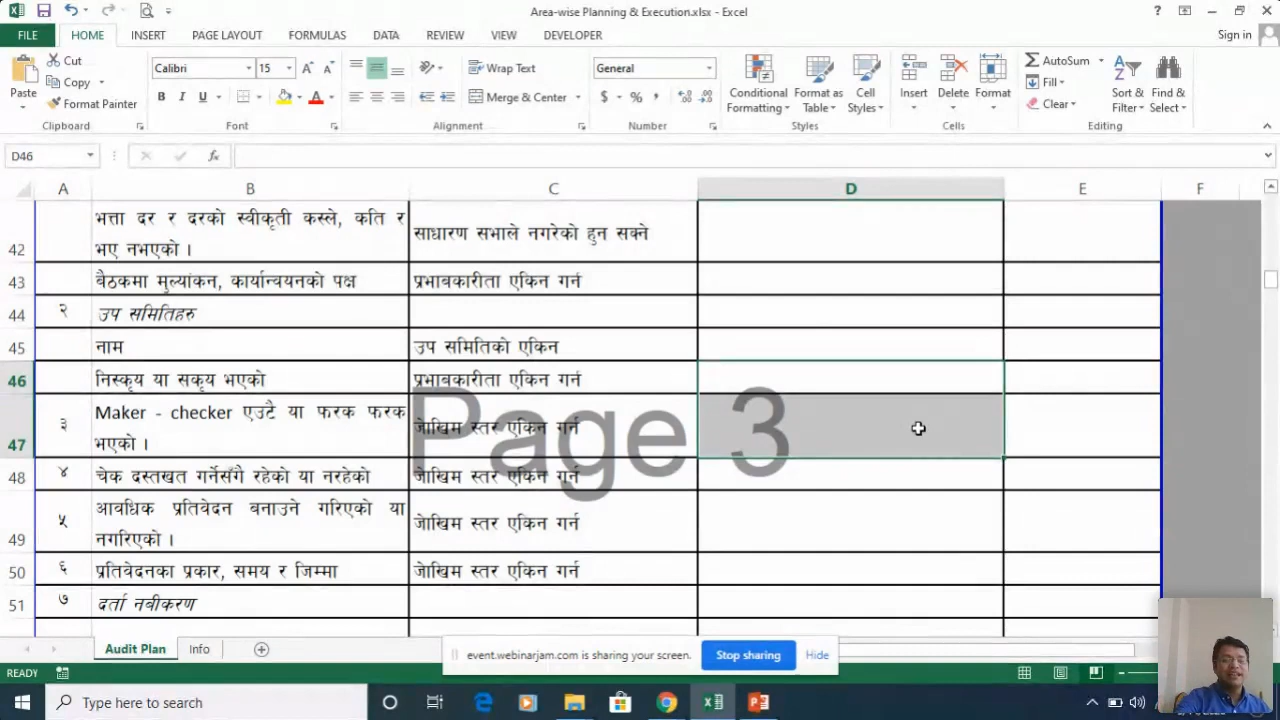 Area-wise Planning & Execution.xlsx - Excel
FILE HOME INSERT PAGE LAYOUT FORMULAS DATA REVIEW VIEW DEVELOPER Sign in
Paste Cut
Copy
Format Painter
Clipboard
Calibri 15
B I U
Font
Wrap Text
Merge & Center
Alignment
General
$ % ,
Number
Conditional Formatting
Format as Table
Cell Styles
Styles
Insert Delete Format
Cells
AutoSum
Fill
Clear
Sort & Filter
Find & Select
Editing
D46 fx
A B C D E F
42 भत्ता दर र दरको स्वीकृती कस्ले, कति र
भए नभएको । साधारण सभाले नगरेको हुन सक्ने
43 बैठकमा मुल्यांकन, कार्यान्वयनको पक्ष प्रभाबकारीता एकिन गर्न
44 २ उप समितिहरु
45 नाम उप समितिको एकिन
46 निस्कृय या सकृय भएको प्रभाबकारीता एकिन गर्न
47 ३ Maker - checker एउटै या फरक फरक
भएको । जोखिम स्तर एकिन गर्न
48 ४ चेक दस्तखत गर्नेसँगै रहेको या नरहेको जोखिम स्तर एकिन गर्न
49 ५ आवधिक प्रतिवेदन बनाउने गरिएको या
नगरिएको । जोखिम स्तर एकिन गर्न
50 ६ प्रतिवेदनका प्रकार, समय र जिम्मा जोखिम स्तर एकिन गर्न
51 ७ दर्ता नबीकरण
Page 3
Audit Plan Info
event.webinarjam.com is sharing your screen. Stop sharing Hide
READY
Type here to search